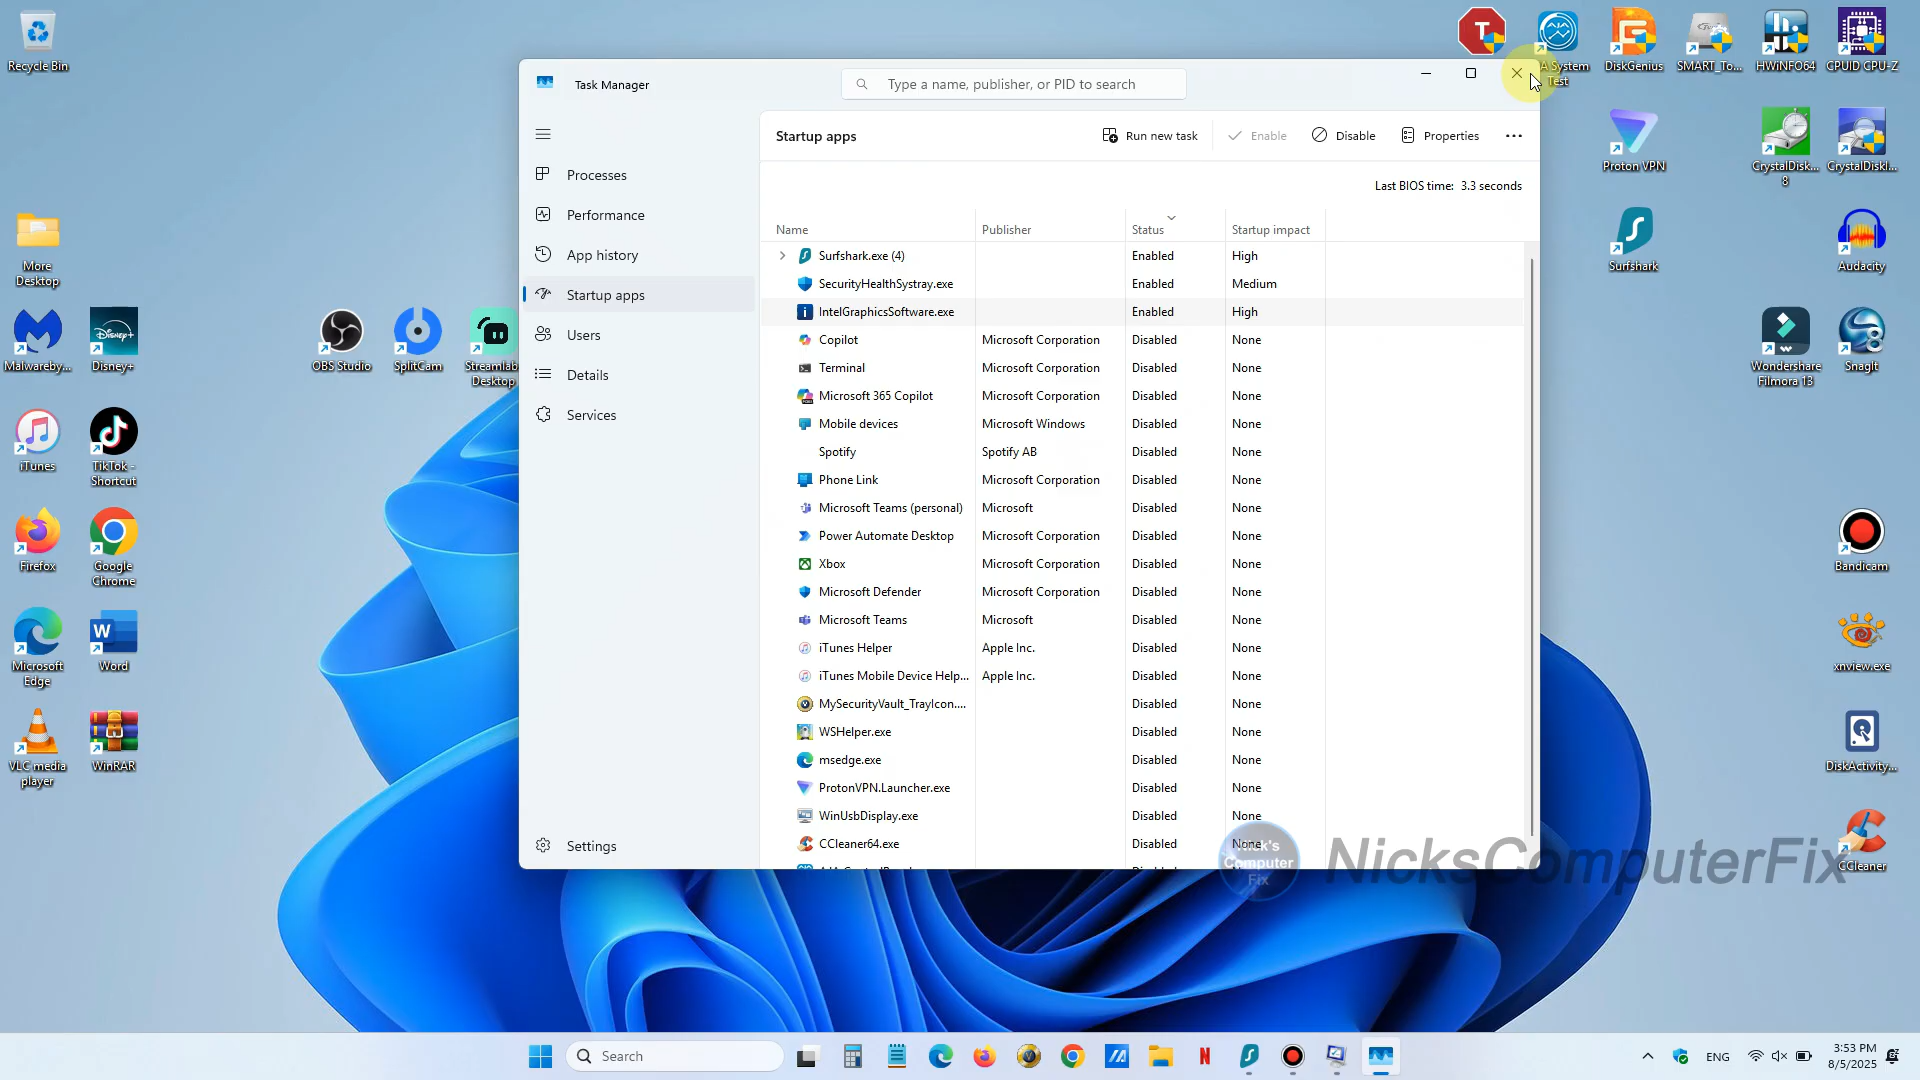 Recycle Bin
More
Desktop
Malwareby...
Disney+
iTunes
TikTok -
Shortcut
Firefox
Google
Chrome
Microsoft
Edge
Word
VLC media
player
WinRAR
OBS Studio
SplitCam
Streamlab
Desktop
Task Manager
Type a name, publisher, or PID to search
Processes
Performance
App history
Startup apps
Users
Details
Services
Settings
Startup apps
Run new task
Enable
Disable
Properties
Last BIOS time: 3.3 seconds
Name Publisher Status Startup impact
Surfshark.exe (4) Enabled High
SecurityHealthSystray.exe Enabled Medium
IntelGraphicsSoftware.exe Enabled High
Copilot Microsoft Corporation Disabled None
Terminal Microsoft Corporation Disabled None
Microsoft 365 Copilot Microsoft Corporation Disabled None
Mobile devices Microsoft Windows Disabled None
Spotify Spotify AB Disabled None
Phone Link Microsoft Corporation Disabled None
Microsoft Teams (personal) Microsoft Disabled None
Power Automate Desktop Microsoft Corporation Disabled None
Xbox Microsoft Corporation Disabled None
Microsoft Defender Microsoft Corporation Disabled None
Microsoft Teams Microsoft Disabled None
iTunes Helper Apple Inc. Disabled None
iTunes Mobile Device Help... Apple Inc. Disabled None
MySecurityVault_TrayIcon.... Disabled None
WSHelper.exe Disabled None
msedge.exe Disabled None
ProtonVPN.Launcher.exe Disabled None
WinUsbDisplay.exe Disabled None
CCleaner64.exe Disabled None
Nick's
Computer
Fix
NicksComputerFix
T
System
Test
DiskGenius
SMART_To...
HWiNFO64
CPUID CPU-Z
Proton VPN
CrystalDisk...
8
CrystalDiskI...
Surfshark
Audacity
Wondershare
Filmora 13
SnagIt
Bandicam
xnview.exe
DiskActivity...
CCleaner
Search
ENG
3:53 PM
8/5/2025